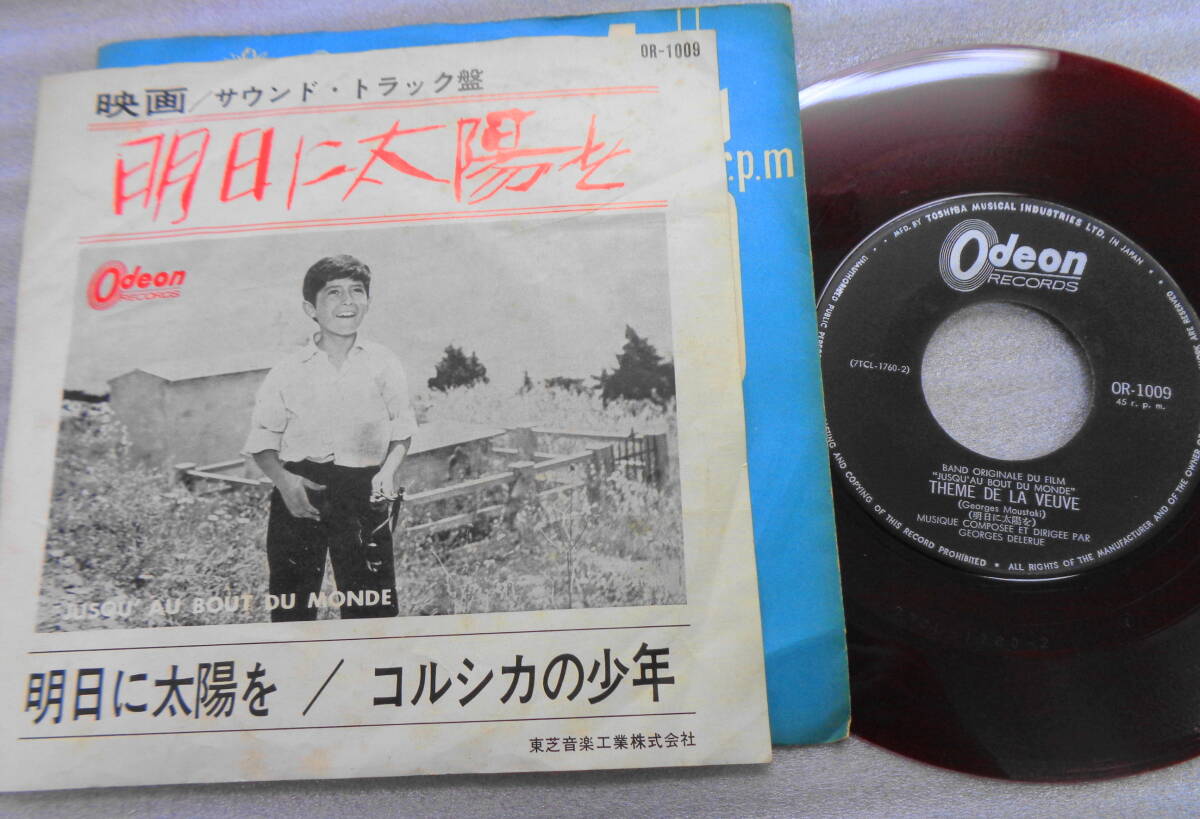 OR-1009
映画/サウンド・トラック盤
明日に太陽を
Odeon
RECORDS
JUSQU' AU BOUT DU MONDE
明日に太陽を / コルシカの少年
東芝音楽工業株式会社
.p.m
MFD. BY TOSHIBA MUSICAL INDUSTRIES LTD. IN JAPAN
Odeon
RECORDS
(7TCL-1760-2)
OR-1009
45 r. p. m.
BAND ORIGINALE DU FILM
"JUSQU'AU BOUT DU MONDE"
THEME DE LA VEUVE
(Georges Moustaki)
(明日に太陽を)
MUSIQUE COMPOSEE ET DIRIGEE PAR
GEORGES DELERUE
UNAUTHORIZED PUBLIC
AND COPYING OF THIS RECORD PROHIBITED • ALL RIGHTS OF THE MANUFACTURER AND OF THE OWNER
ARE RESERVED